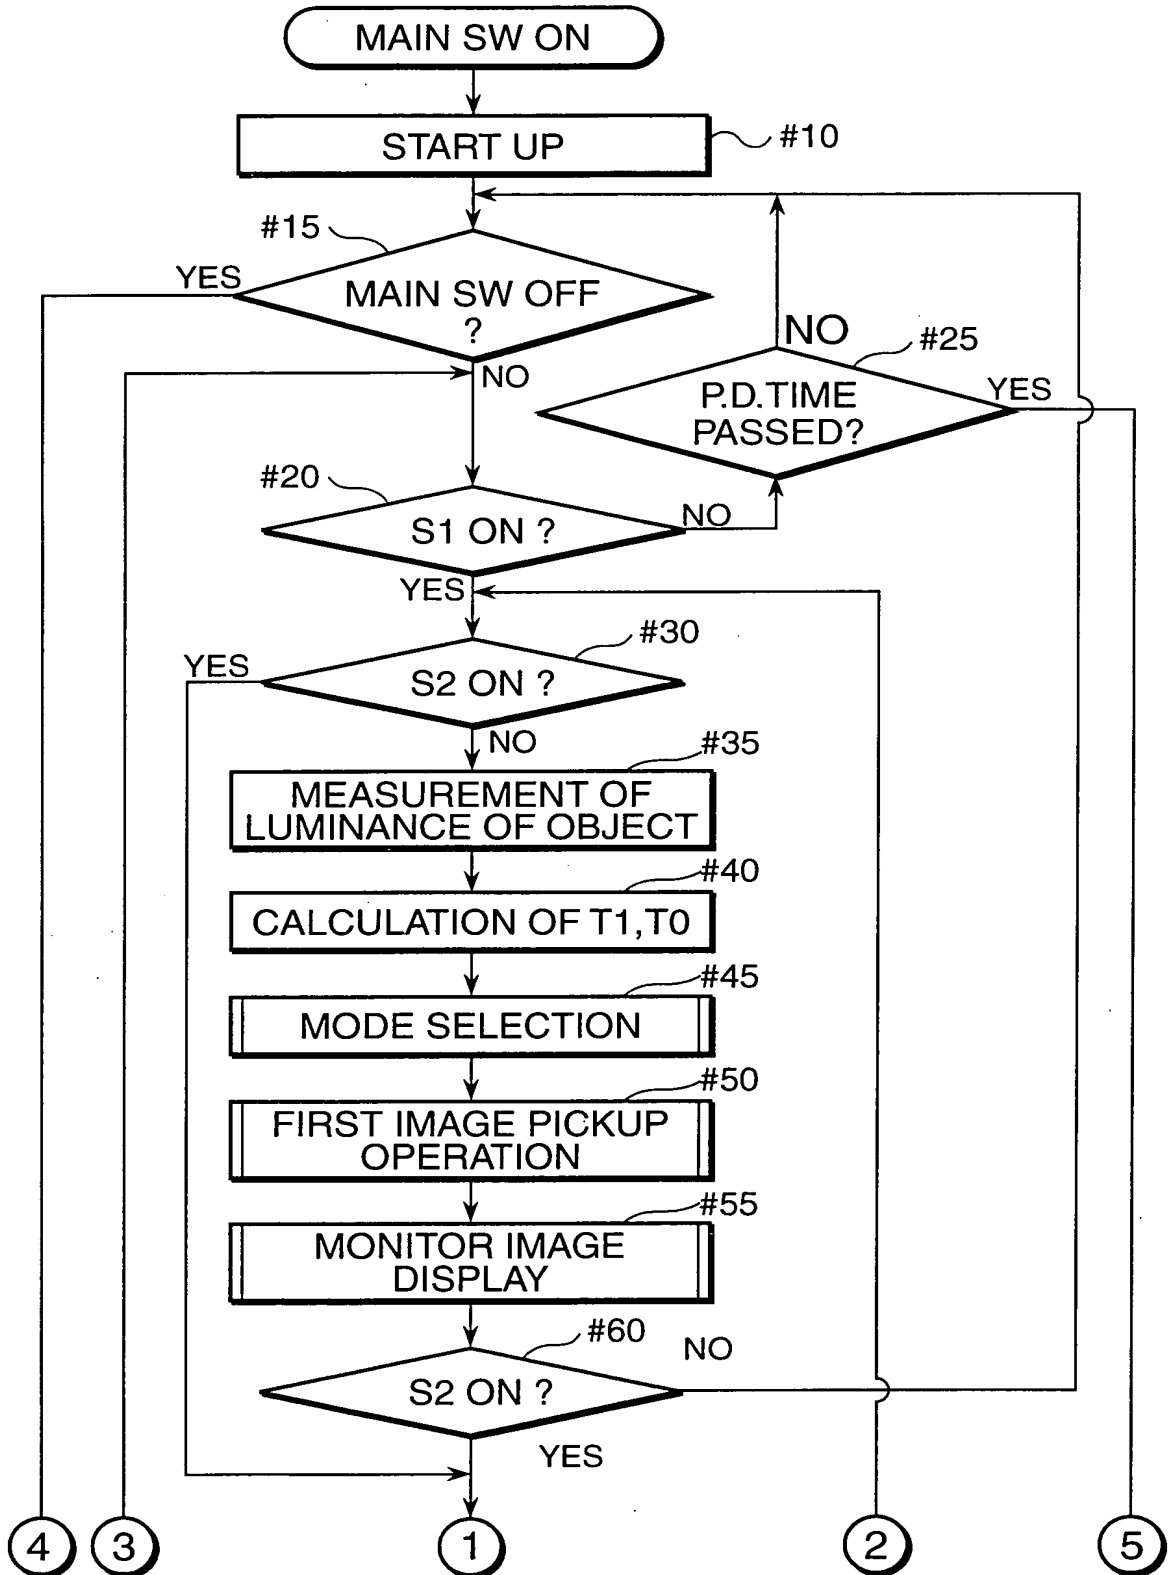 MAIN SW ON
START UP
#10
#15
YES
MAIN SW OFF
?
NO
NO
#25
P.D.TIME
PASSED?
YES
#20
S1 ON ?
NO
YES
#30
YES
S2 ON ?
NO
#35
MEASUREMENT OF
LUMINANCE OF OBJECT
#40
CALCULATION OF T1,T0
#45
MODE SELECTION
#50
FIRST IMAGE PICKUP
OPERATION
#55
MONITOR IMAGE
DISPLAY
#60
S2 ON ?
NO
YES
4
3
1
2
5